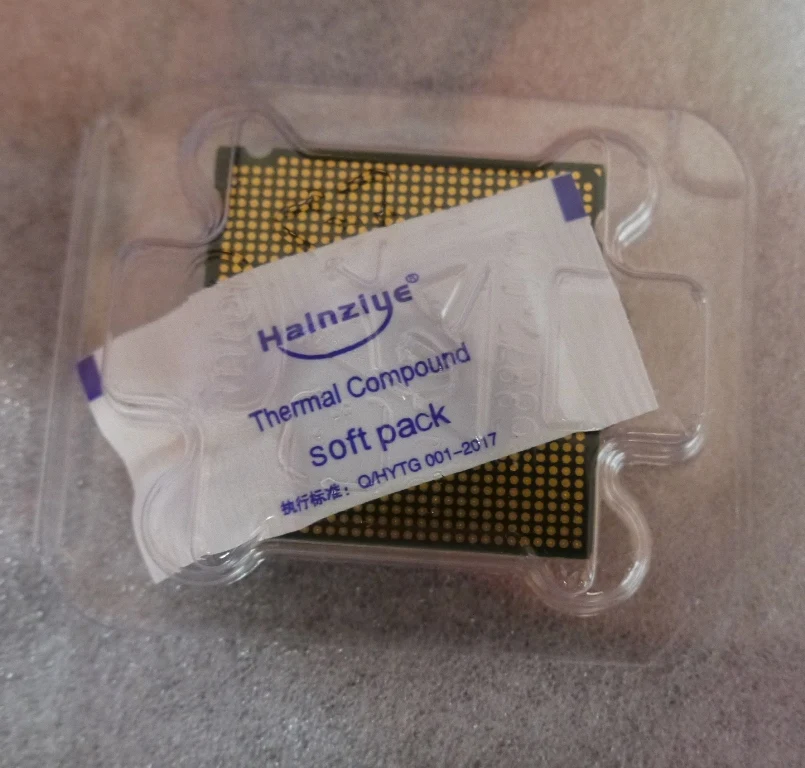 Halnziye®
Thermal Compound
soft pack
执行标准：Q/HYTG 001-2017